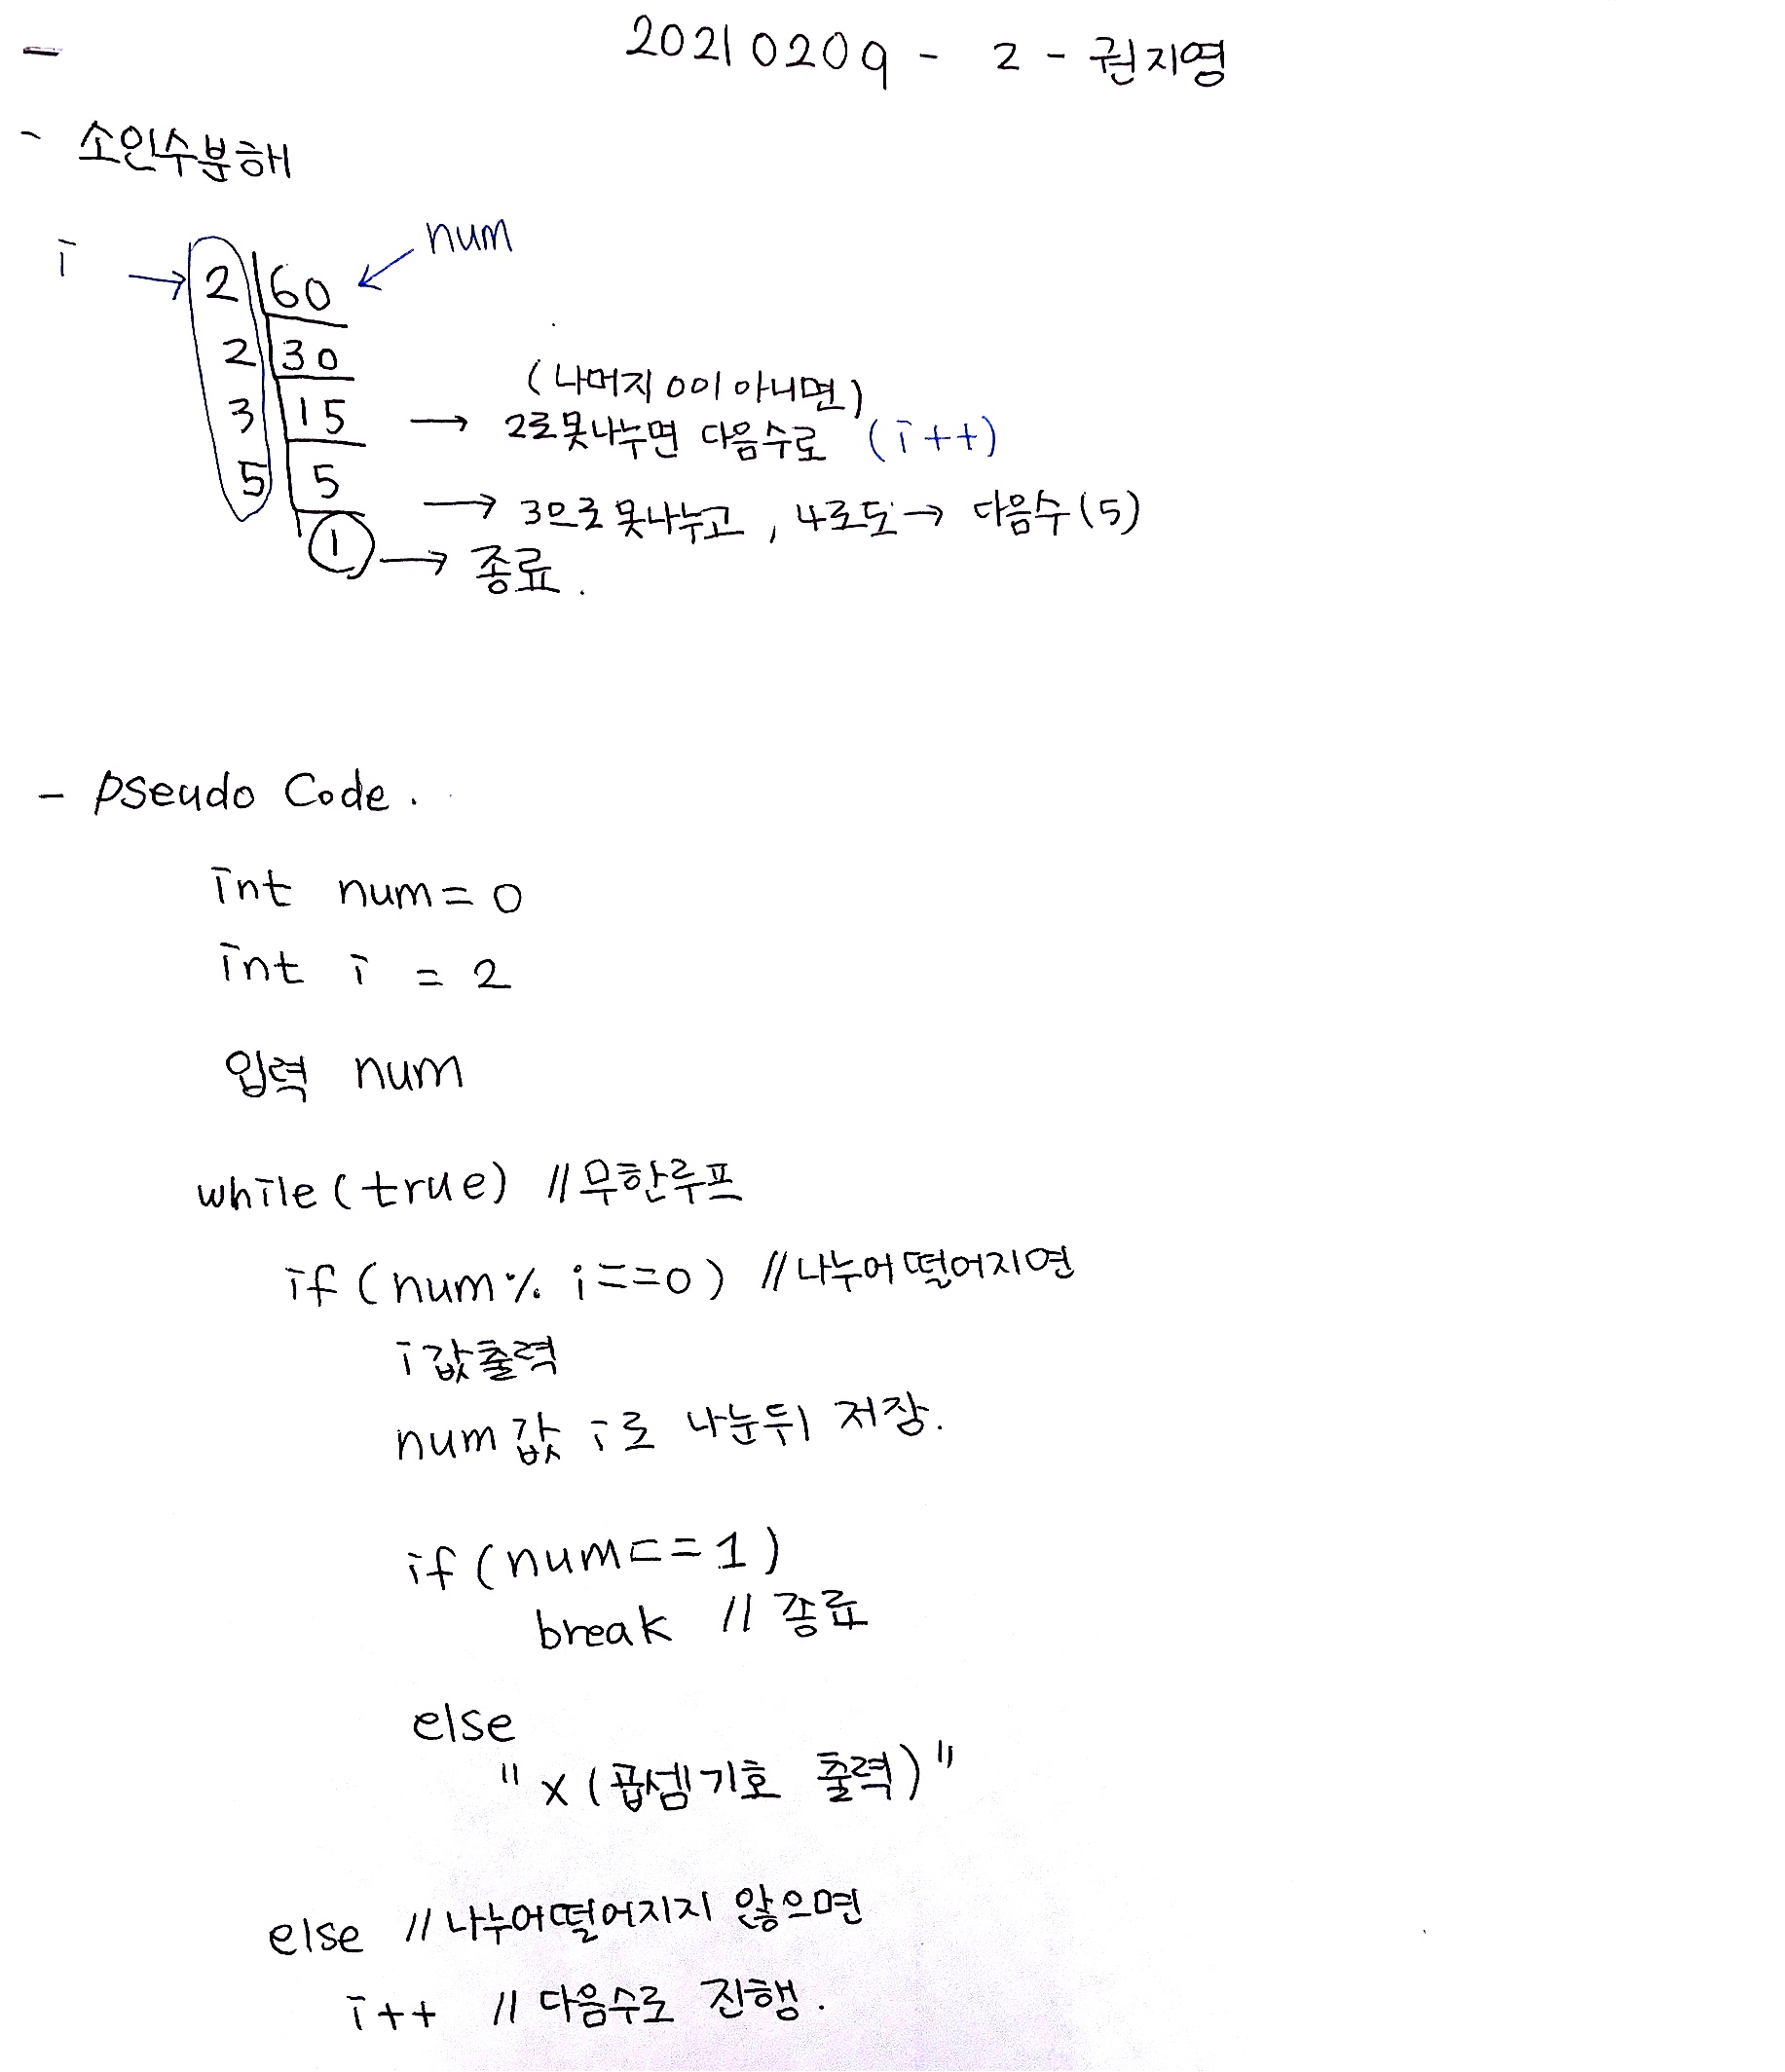 20210209 - 2 - 권지영
- 소인수분해
i → 2 60 ← num
2 30
(나머지 0이 아니면)
3 15 → 2로 못나누면 다음수로 (i++)
5 5 → 3으로 못나누고, 4로도 → 다음수(5)
1 → 종료.
- pseudo Code.
int num = 0
int i = 2
입력 num
while(true) //무한루프
if(num % i==0) //나누어떨어지면
i값출력
num값 i로 나눈뒤 저장.
if(num==1)
break // 종료
else
"x(곱셈기호 출력)"
else //나누어떨어지지 않으면
i++ // 다음수로 진행.